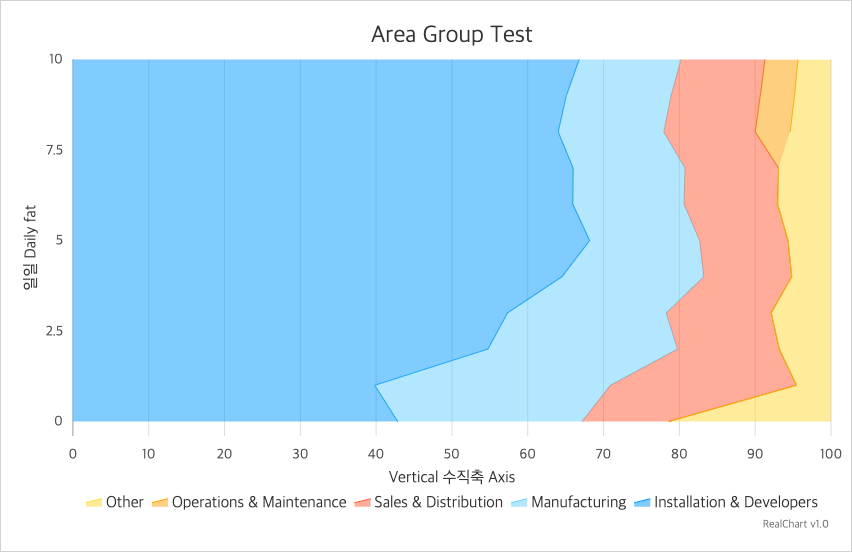 Area Group Test
10
7.5
5
2.5
0
일일 Daily fat
0 10 20 30 40 50 60 70 80 90 100
Vertical 수직축 Axis
Other Operations & Maintenance Sales & Distribution Manufacturing Installation & Developers
RealChart v1.0